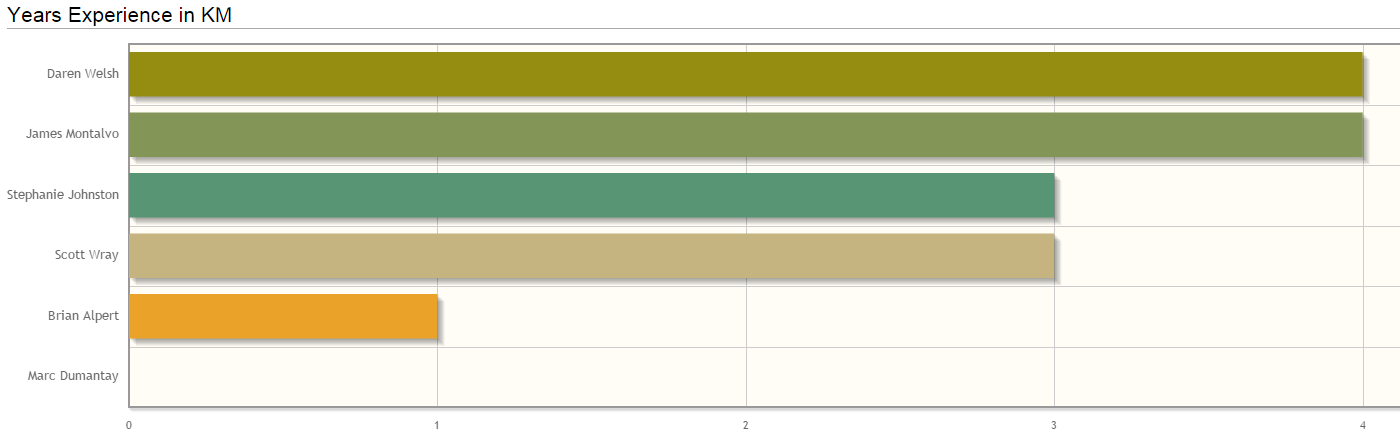 Years Experience in KM
Daren Welsh
James Montalvo
Stephanie Johnston
Scott Wray
Brian Alpert
Marc Dumantay
0 1 2 3 4